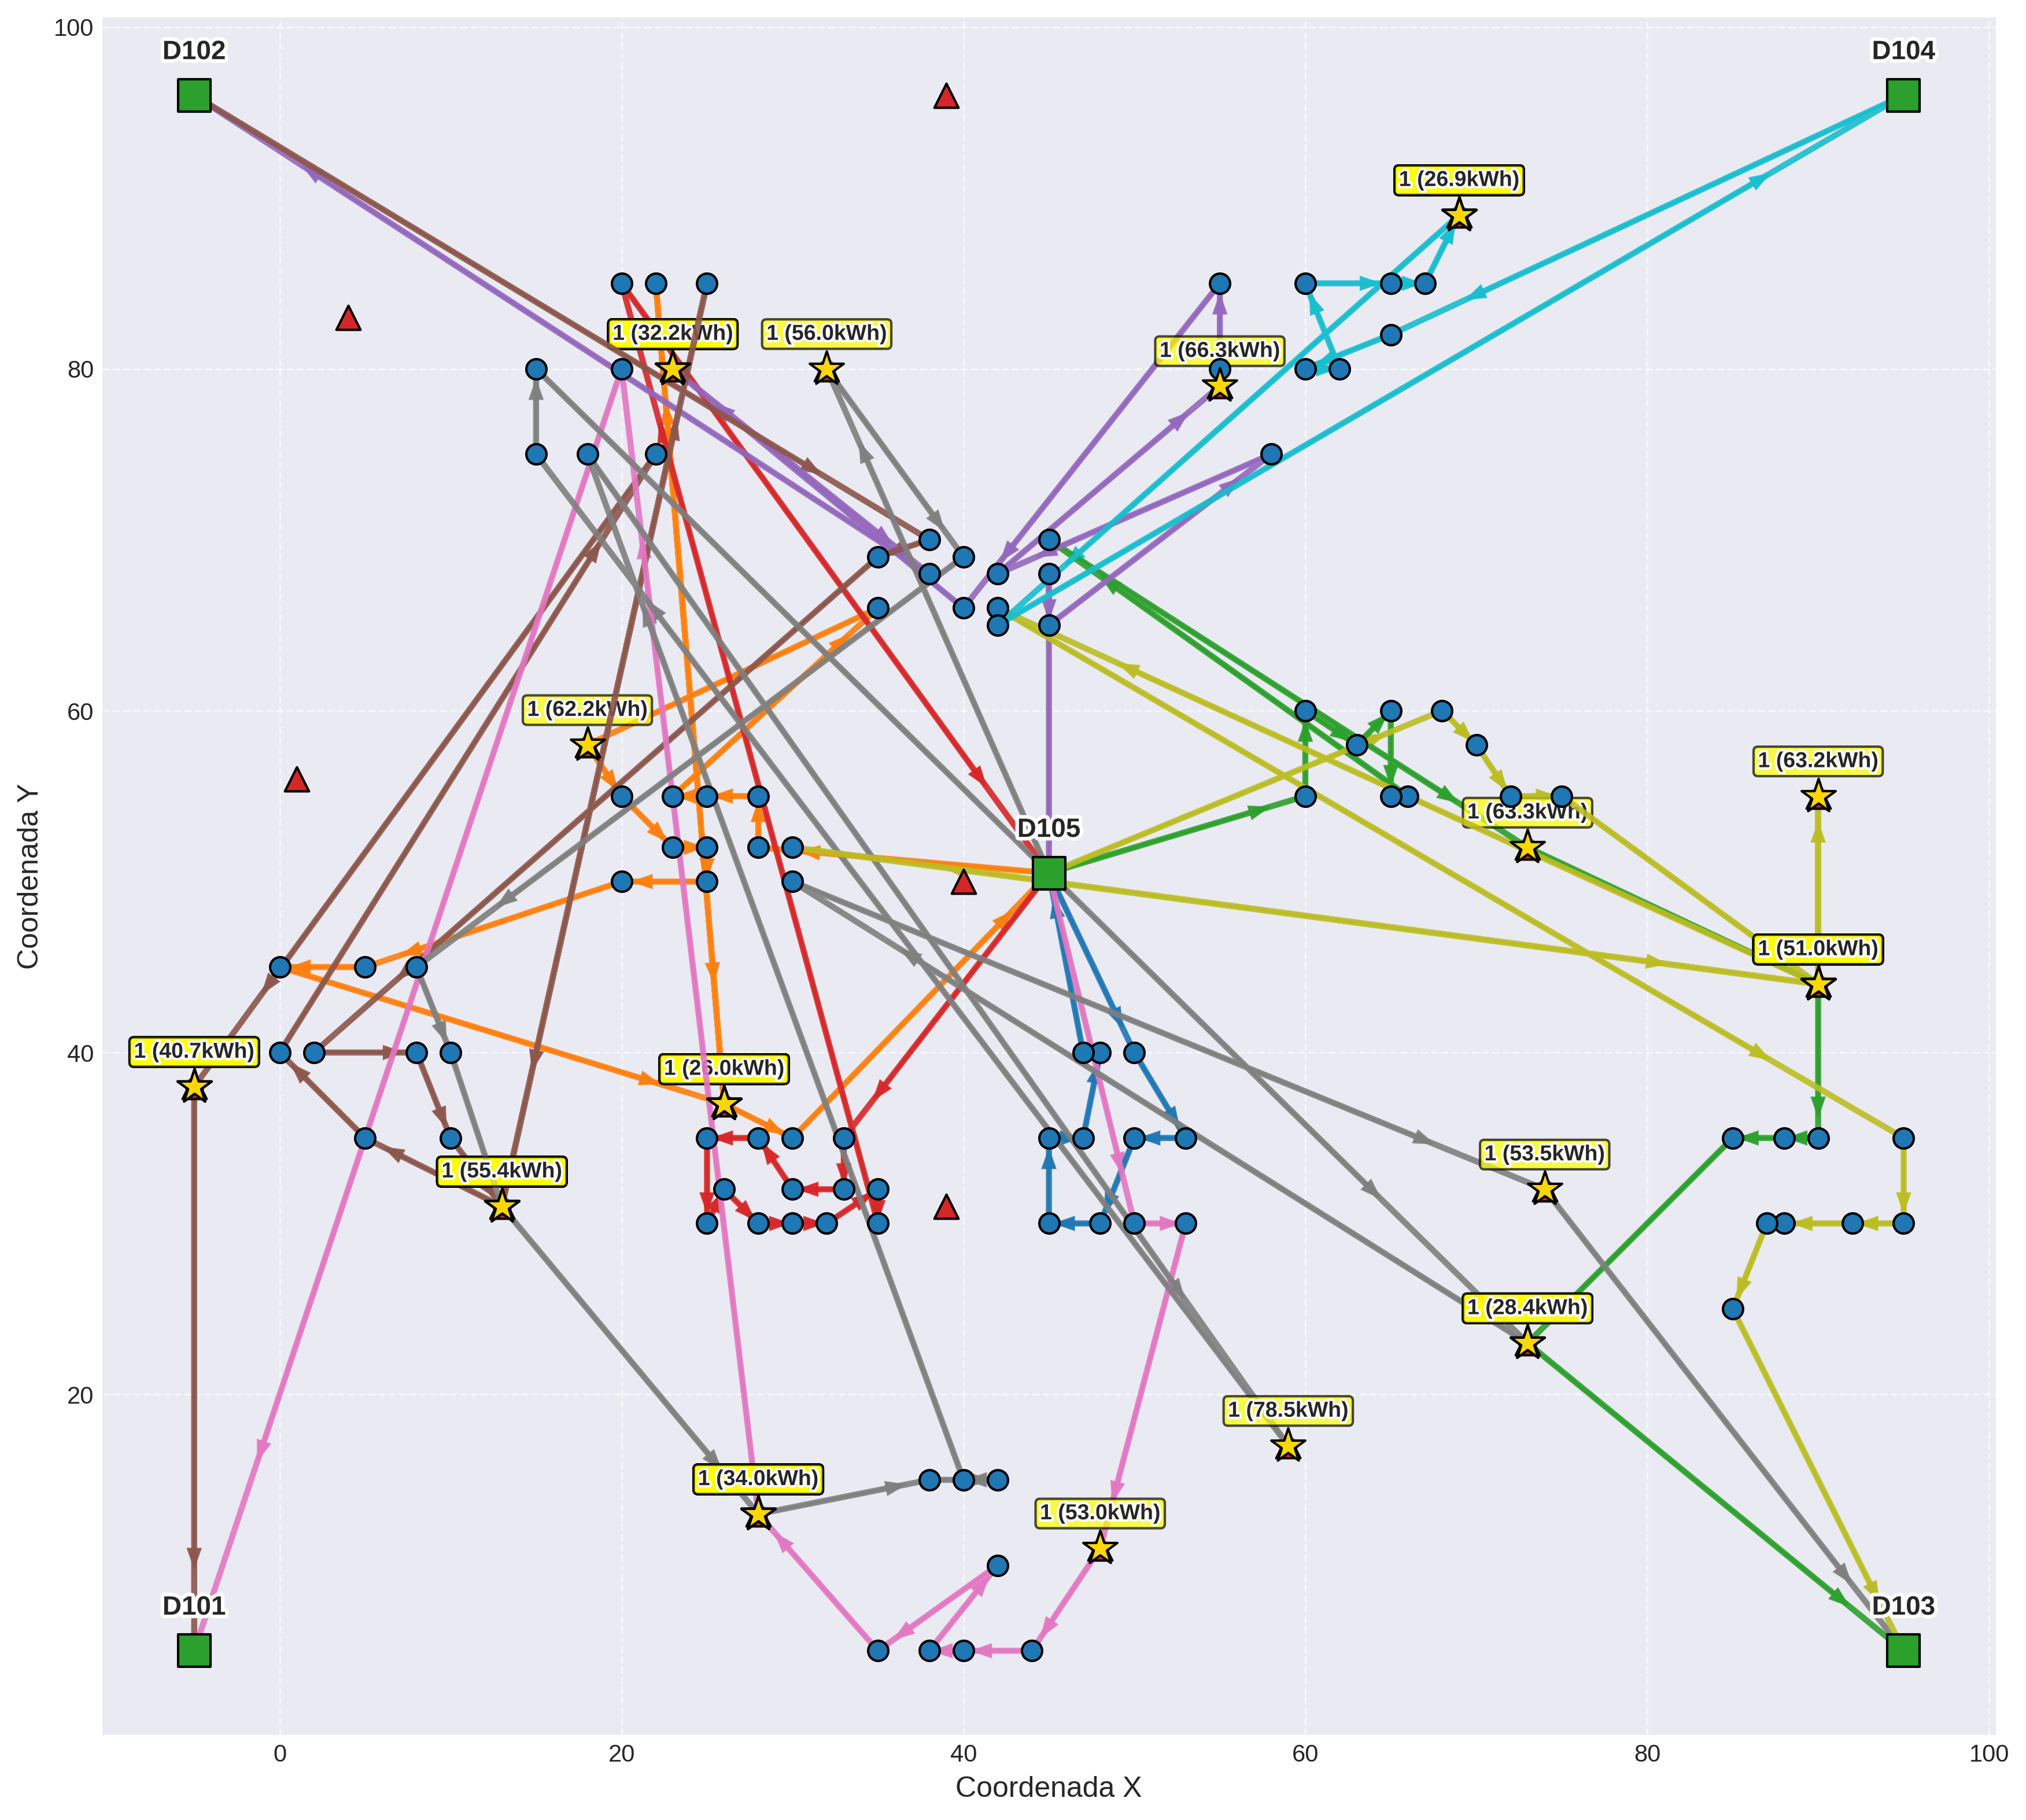 100
D102
D104
1 (26.9kWh)
1 (32.2kWh)
1 (56.0kWh)
1 (66.3kWh)
80
1 (62.2kWh)
60
1 (63.2kWh)
1 (63.3kWh)
D105
Coordenada Y
1 (51.0kWh)
40
1 (40.7kWh)
1 (26.0kWh)
1 (55.4kWh)
1 (53.5kWh)
1 (28.4kWh)
20
1 (78.5kWh)
1 (34.0kWh)
1 (53.0kWh)
D101
D103
0
20
40
60
80
100
Coordenada X